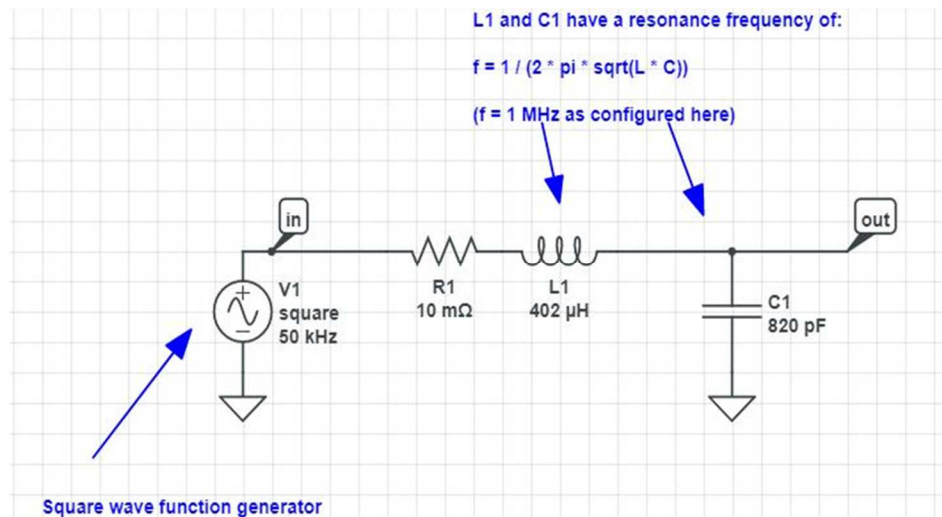 L1 and C1 have a resonance frequency of:
f = 1 / (2 * pi * sqrt(L * C))
(f = 1 MHz as configured here)
in
out
V1
square
50 kHz
R1
10 mΩ
L1
402 µH
C1
820 pF
Square wave function generator